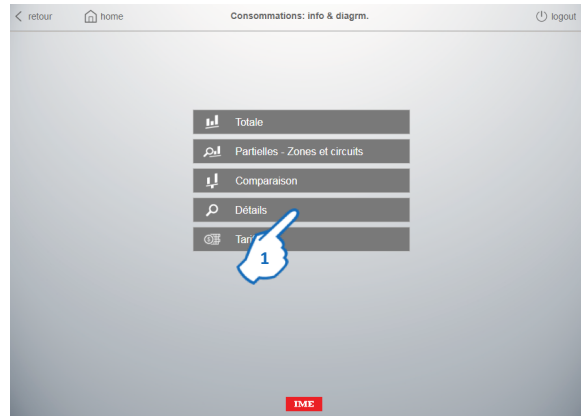 retour
home
Consommations: info & diagrm.
logout
Totale
Partielles - Zones et circuits
Comparaison
Détails
1
IME